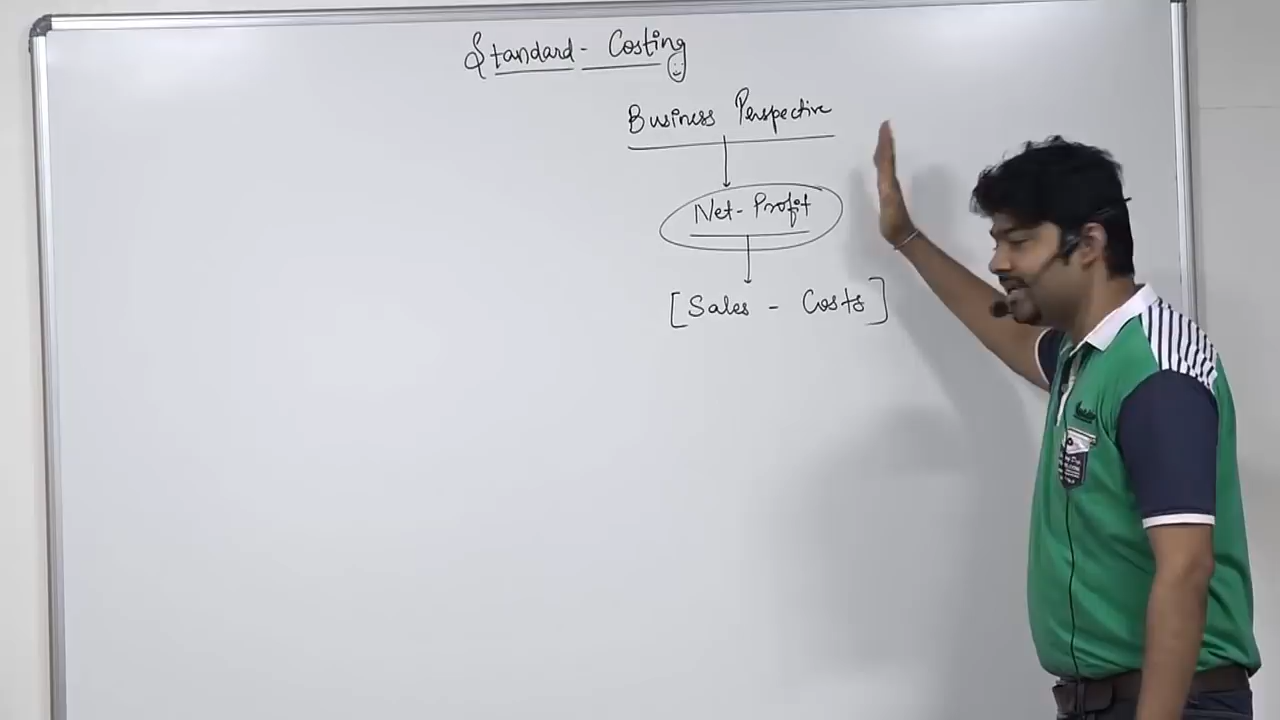 Standard - Costing
Business Perspective
Net - Profit
[Sales - Costs]